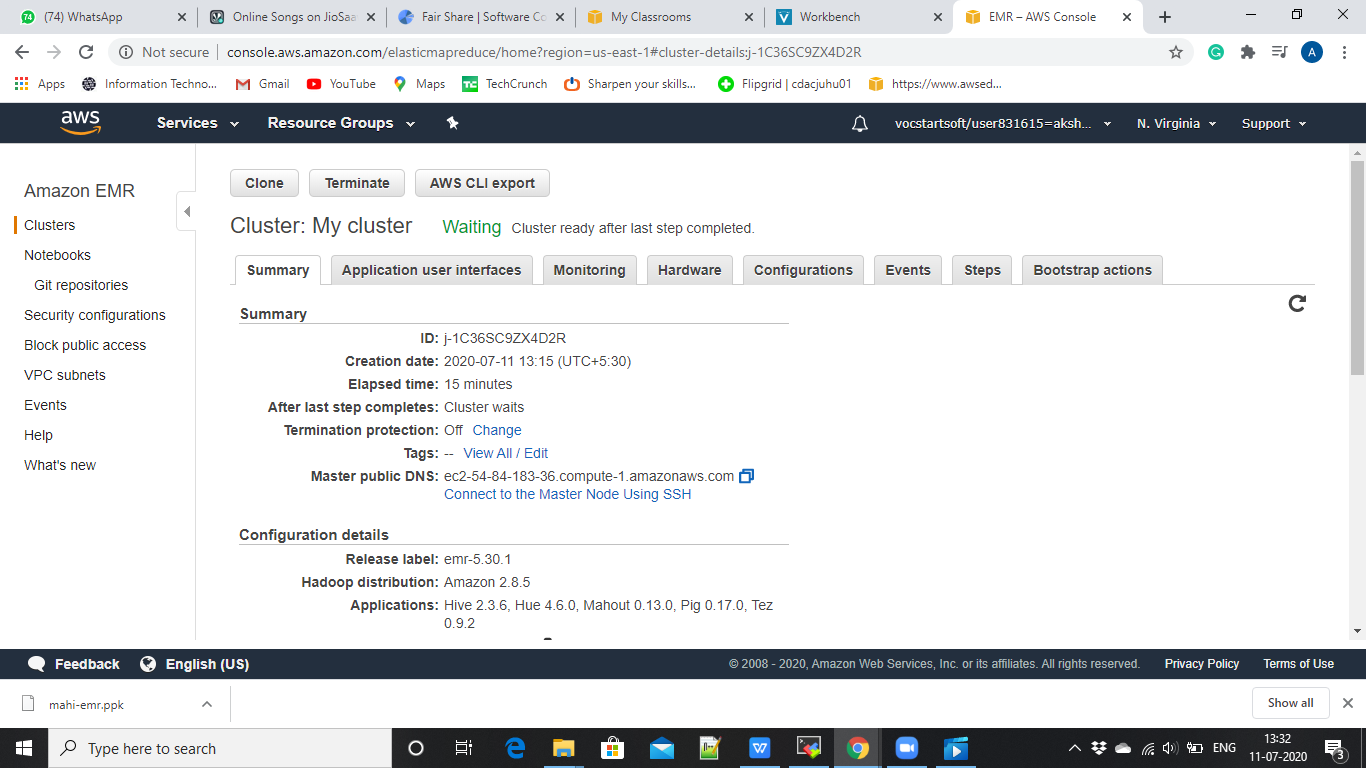 (74) WhatsApp
Online Songs on JioSaa
Fair Share | Software Co
My Classrooms
Workbench
EMR – AWS Console
Not secure | console.aws.amazon.com/elasticmapreduce/home?region=us-east-1#cluster-details:j-1C36SC9ZX4D2R
A
Apps
Information Techno...
Gmail
YouTube
Maps
TechCrunch
Sharpen your skills...
Flipgrid | cdacjuhu01
https://www.awsed...
aws
Services
Resource Groups
vocstartsoft/user831615=aksh...
N. Virginia
Support
Amazon EMR
Clusters
Notebooks
Git repositories
Security configurations
Block public access
VPC subnets
Events
Help
What's new
Clone
Terminate
AWS CLI export
Cluster: My cluster Waiting Cluster ready after last step completed.
Summary
Application user interfaces
Monitoring
Hardware
Configurations
Events
Steps
Bootstrap actions
Summary
ID: j-1C36SC9ZX4D2R
Creation date: 2020-07-11 13:15 (UTC+5:30)
Elapsed time: 15 minutes
After last step completes: Cluster waits
Termination protection: Off Change
Tags: -- View All / Edit
Master public DNS: ec2-54-84-183-36.compute-1.amazonaws.com
Connect to the Master Node Using SSH
Configuration details
Release label: emr-5.30.1
Hadoop distribution: Amazon 2.8.5
Applications: Hive 2.3.6, Hue 4.6.0, Mahout 0.13.0, Pig 0.17.0, Tez
0.9.2
Feedback
English (US)
© 2008 - 2020, Amazon Web Services, Inc. or its affiliates. All rights reserved.
Privacy Policy
Terms of Use
mahi-emr.ppk
Show all
Type here to search
ENG
13:32
11-07-2020
3